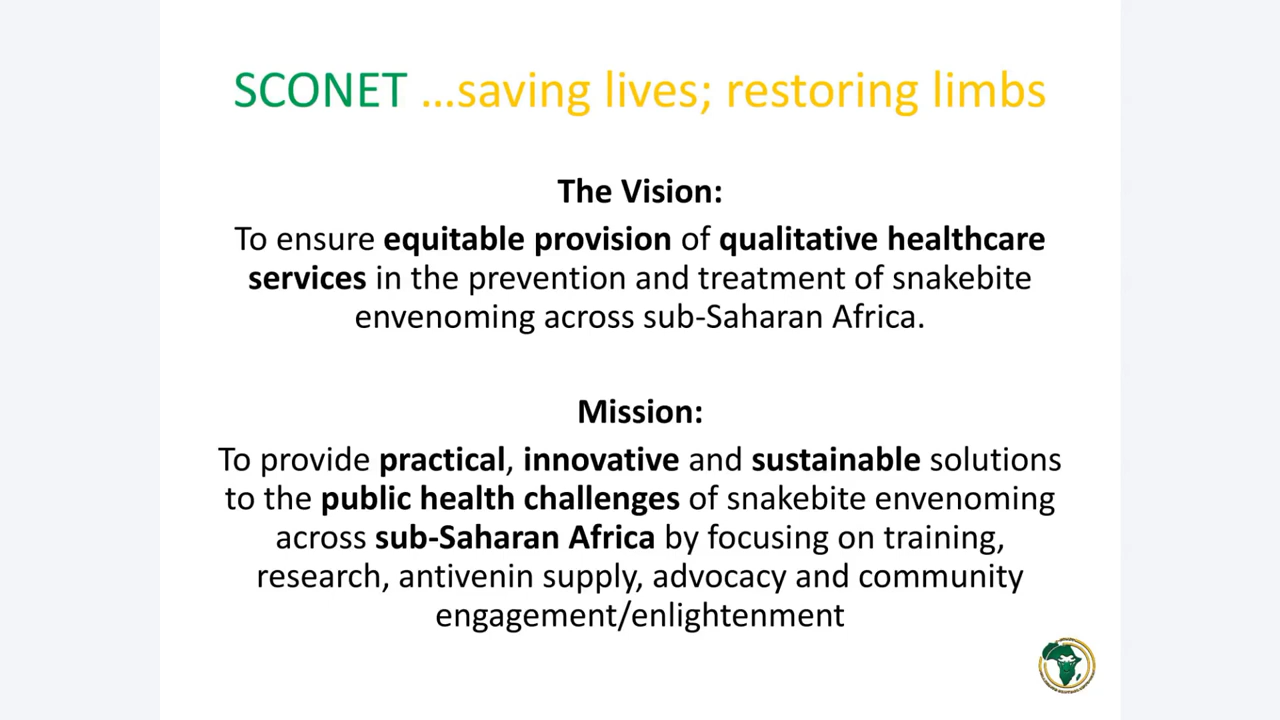 SCONET …saving lives; restoring limbs
The Vision:
To ensure equitable provision of qualitative healthcare
services in the prevention and treatment of snakebite
envenoming across sub-Saharan Africa.
Mission:
To provide practical, innovative and sustainable solutions
to the public health challenges of snakebite envenoming
across sub-Saharan Africa by focusing on training,
research, antivenin supply, advocacy and community
engagement/enlightenment